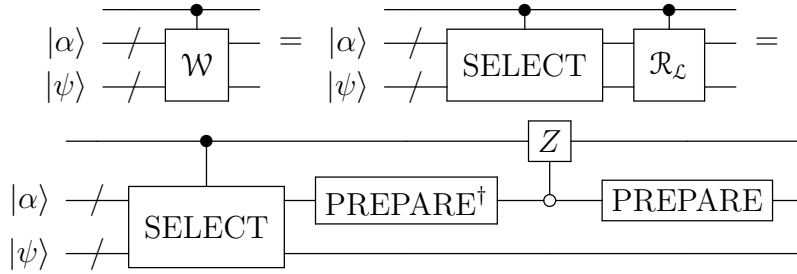 |α⟩ 𝒲 = |α⟩ SELECT ℛ_ℒ =
|ψ⟩ |ψ⟩
Z
|α⟩ SELECT PREPARE† PREPARE
|ψ⟩